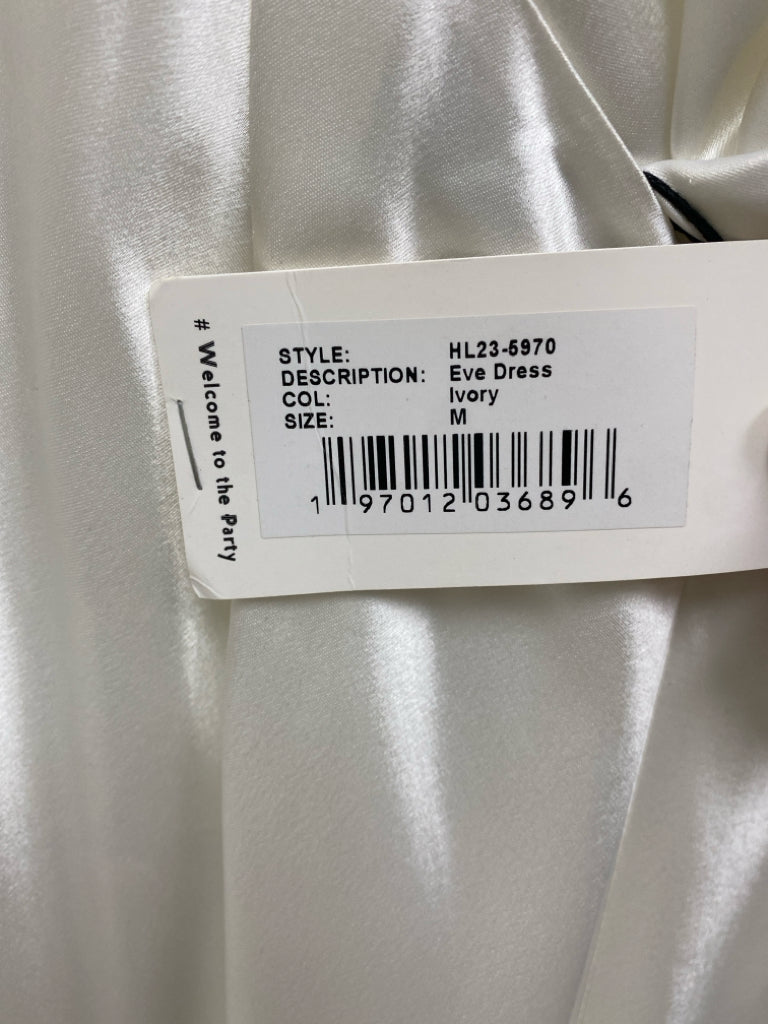 # Welcome to the Party
STYLE: HL23-5970
DESCRIPTION: Eve Dress
COL: Ivory
SIZE: M
1 97012 03689 6